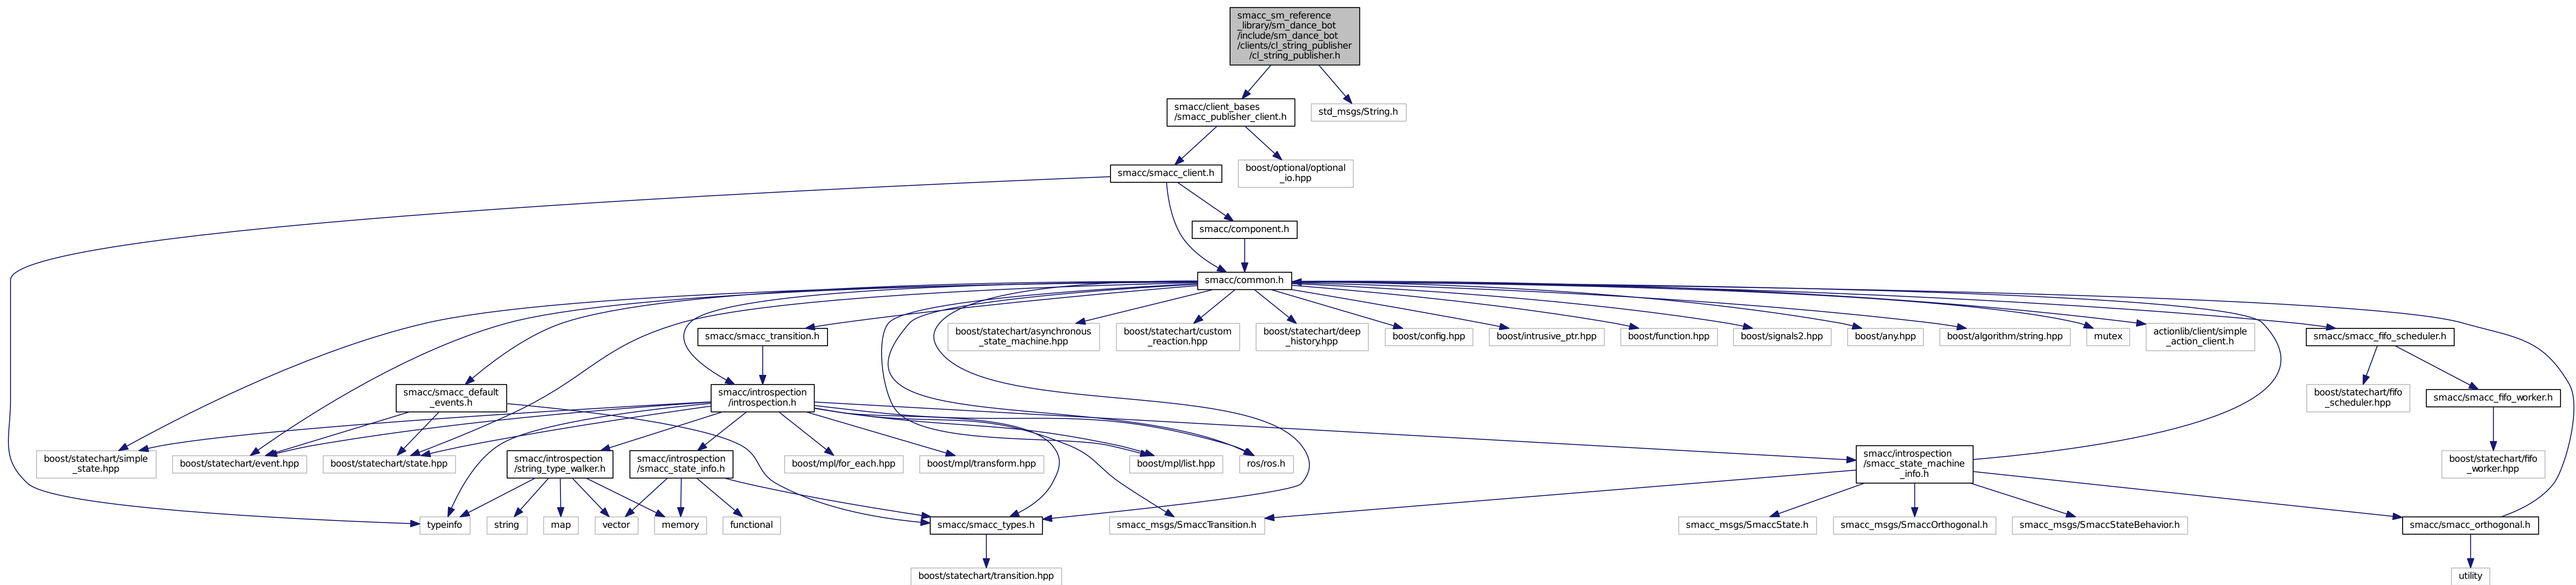 smacc_sm_reference
_library/sm_dance_bot
/include/sm_dance_bot
/clients/cl_string_publisher
/cl_string_publisher.h
smacc/client_bases
/smacc_publisher_client.h
std_msgs/String.h
smacc/smacc_client.h
boost/optional/optional
_io.hpp
smacc/component.h
smacc/common.h
smacc/smacc_transition.h
boost/statechart/asynchronous
_state_machine.hpp
boost/statechart/custom
_reaction.hpp
boost/statechart/deep
_history.hpp
boost/config.hpp
boost/intrusive_ptr.hpp
boost/function.hpp
boost/signals2.hpp
boost/any.hpp
boost/algorithm/string.hpp
mutex
actionlib/client/simple
_action_client.h
smacc/smacc_fifo_scheduler.h
smacc/smacc_default
_events.h
smacc/introspection
/introspection.h
boost/statechart/fifo
_scheduler.hpp
smacc/smacc_fifo_worker.h
boost/statechart/simple
_state.hpp
boost/statechart/event.hpp
boost/statechart/state.hpp
smacc/introspection
/string_type_walker.h
smacc/introspection
/smacc_state_info.h
boost/mpl/for_each.hpp
boost/mpl/transform.hpp
boost/mpl/list.hpp
ros/ros.h
smacc/introspection
/smacc_state_machine
_info.h
boost/statechart/fifo
_worker.hpp
typeinfo
string
map
vector
memory
functional
smacc/smacc_types.h
smacc_msgs/SmaccTransition.h
smacc_msgs/SmaccState.h
smacc_msgs/SmaccOrthogonal.h
smacc_msgs/SmaccStateBehavior.h
smacc/smacc_orthogonal.h
boost/statechart/transition.hpp
utility